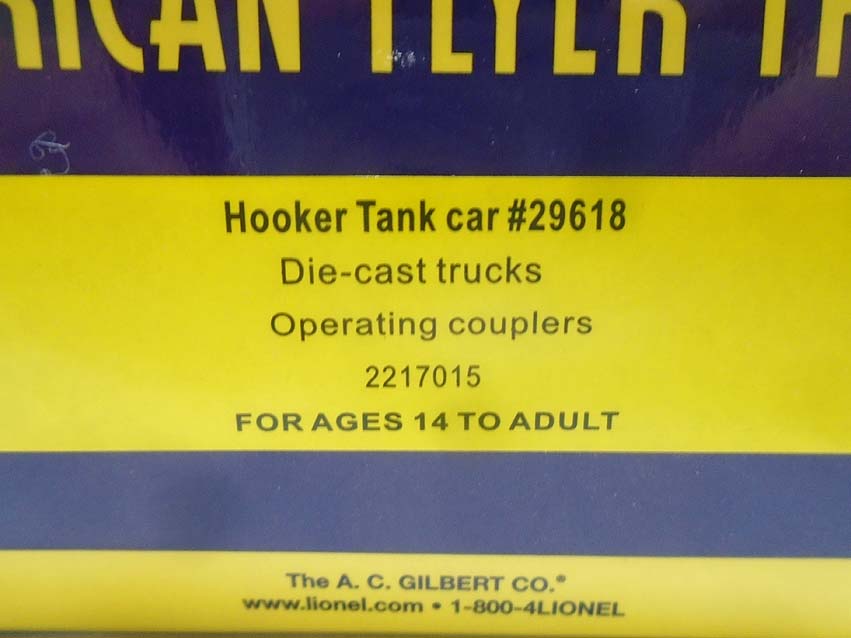 RICAN FLYER TR
Hooker Tank car #29618
Die-cast trucks
Operating couplers
2217015
FOR AGES 14 TO ADULT
The A. C. GILBERT CO.®
www.lionel.com • 1-800-4LIONEL